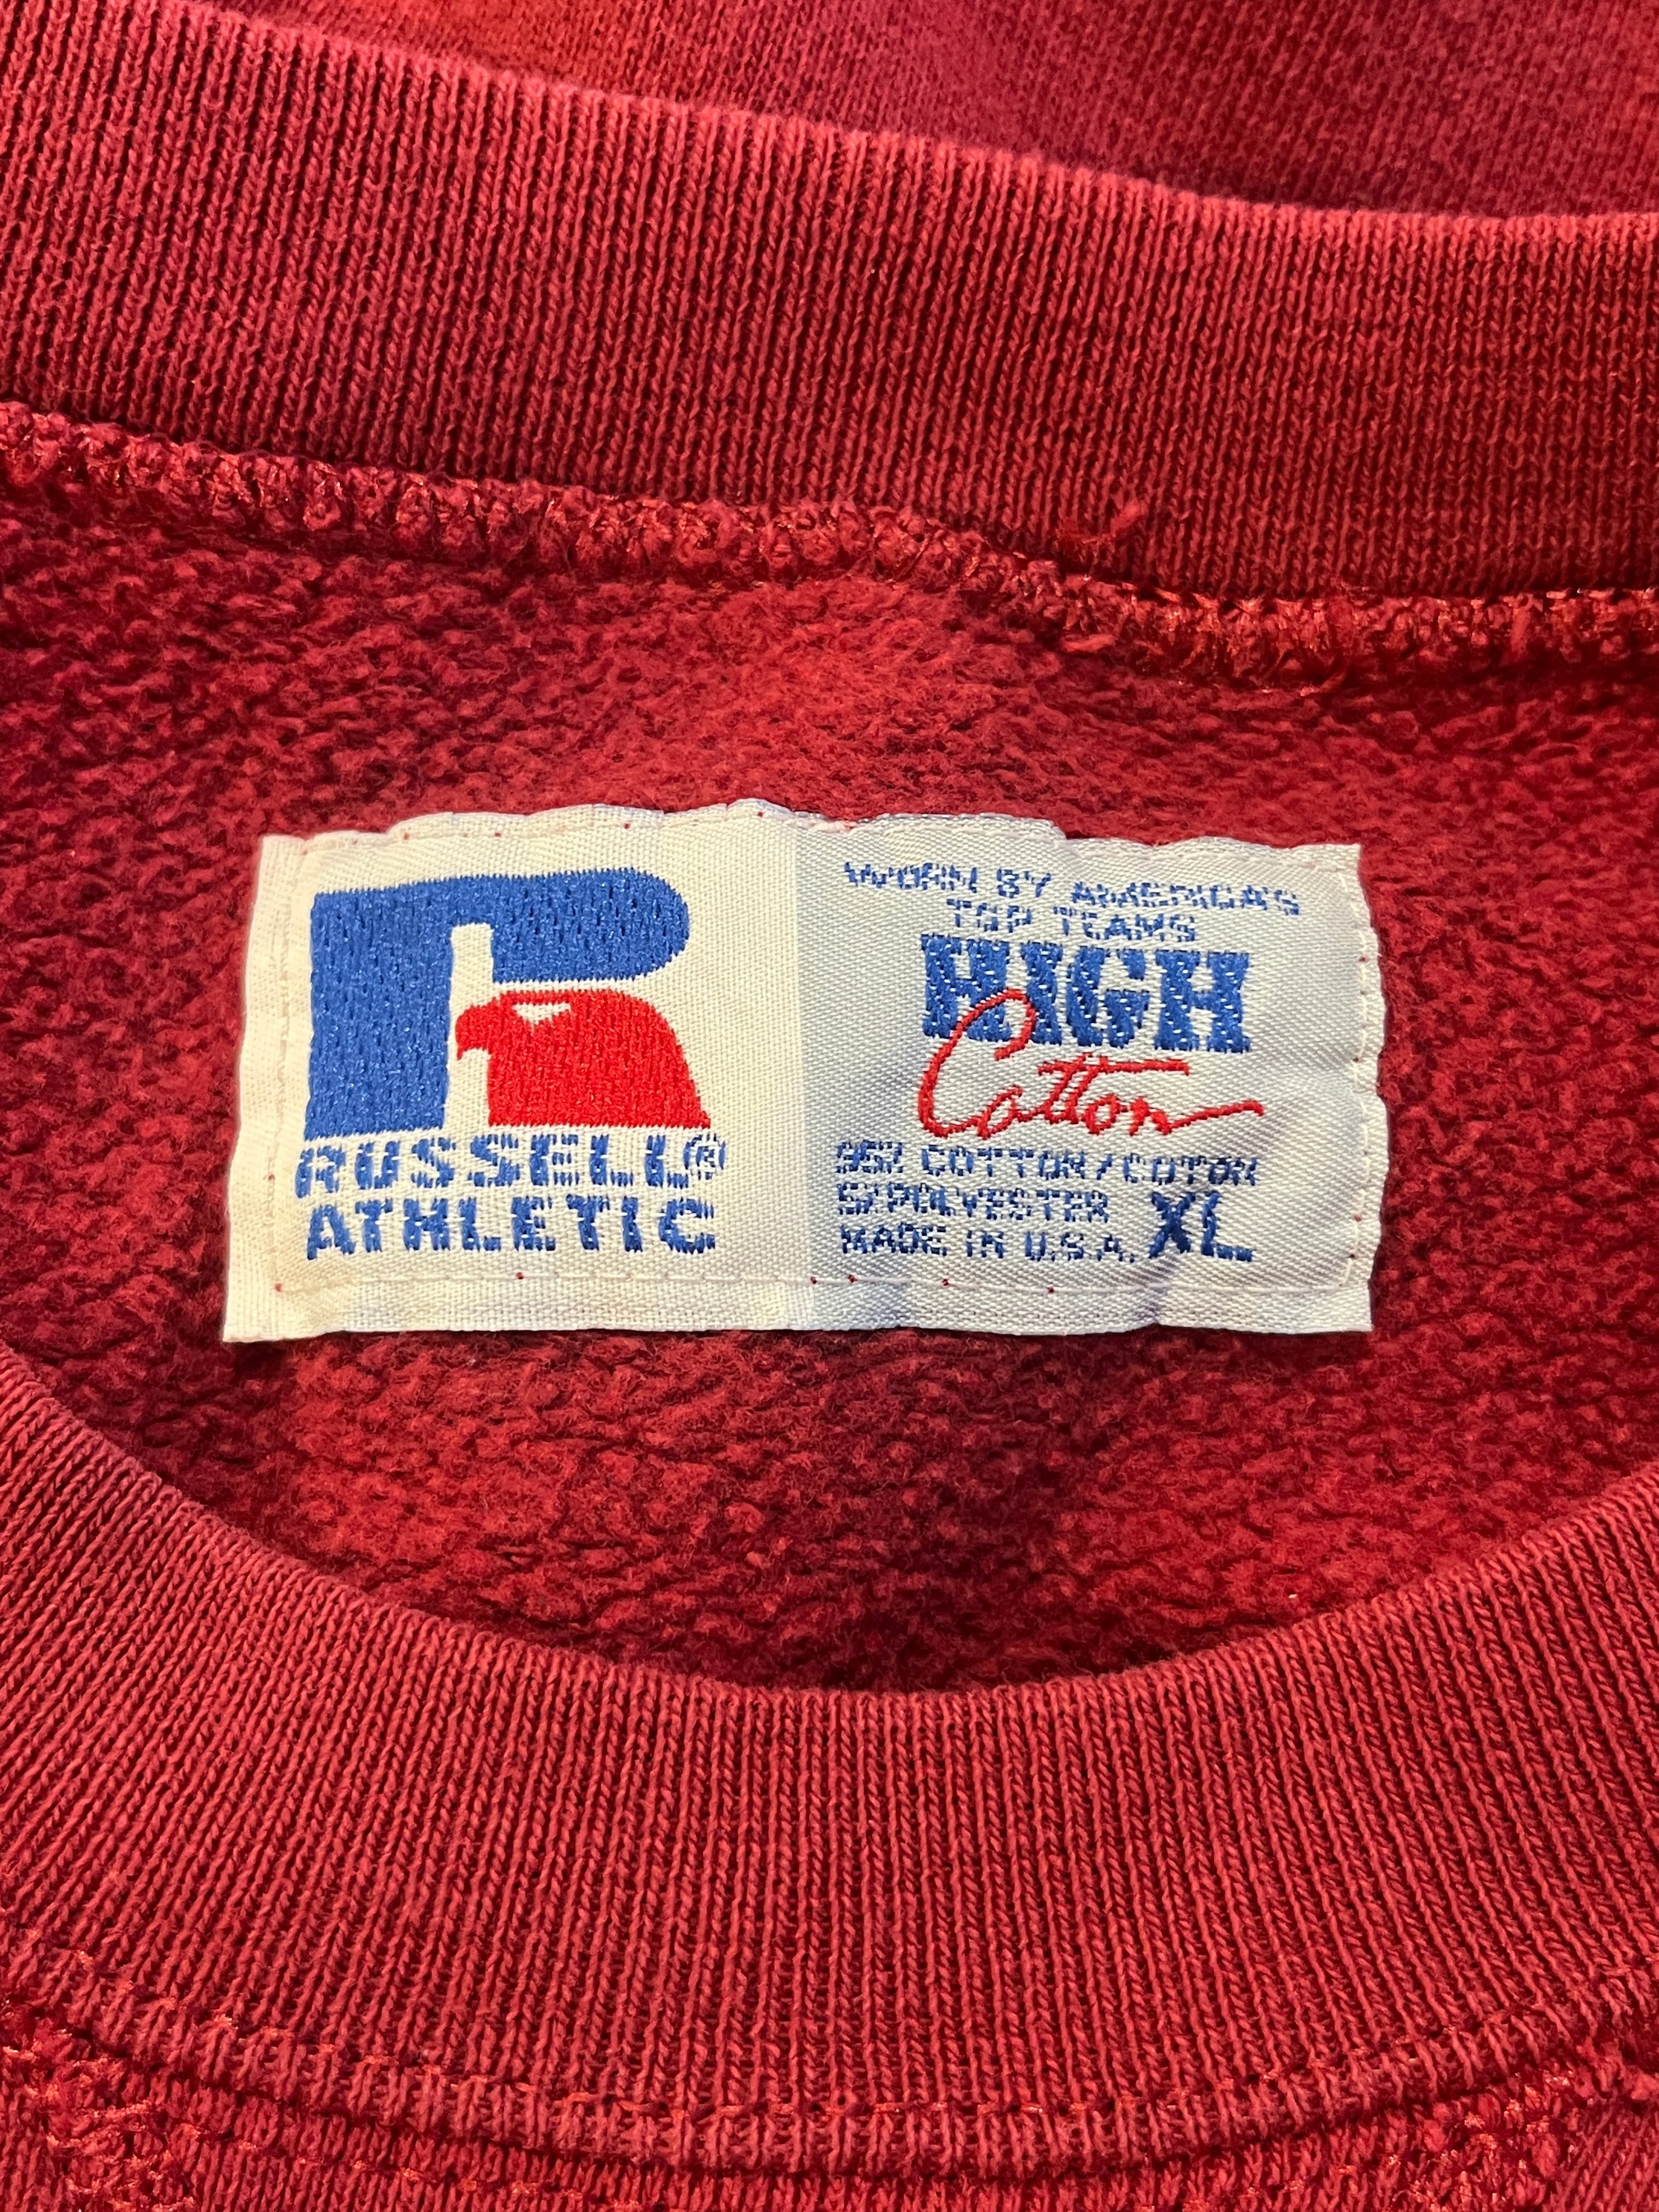 R
RUSSELL®
ATHLETIC
WORN BY AMERICA'S
TOP TEAMS
HIGH
Cotton
95% COTTON/COTON
5% POLYESTER
MADE IN U.S.A. XL